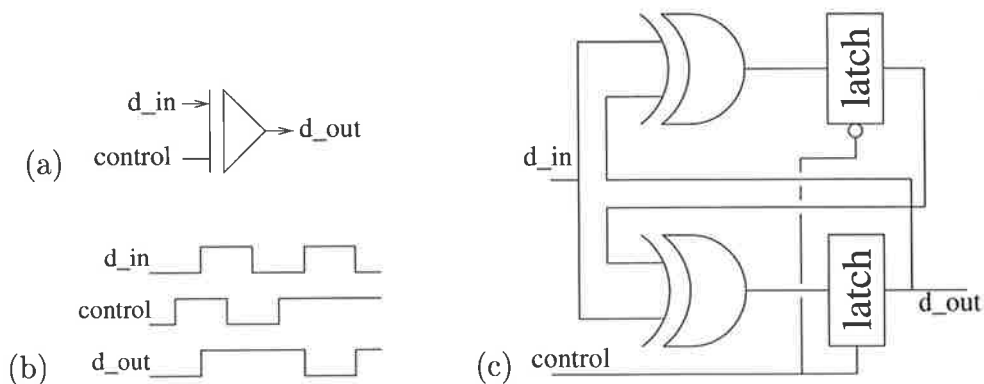 d_in
d_out
control
(a)
d_in
control
d_out
(b)
latch
d_in
latch
d_out
control
(c)